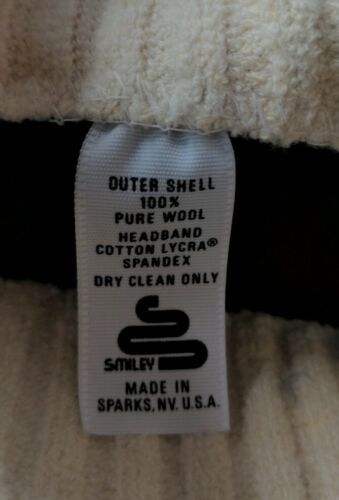 OUTER SHELL
100%
PURE WOOL
HEADBAND
COTTON LYCRA®
SPANDEX
DRY CLEAN ONLY
SMILEY
MADE IN
SPARKS, NV. U.S.A.